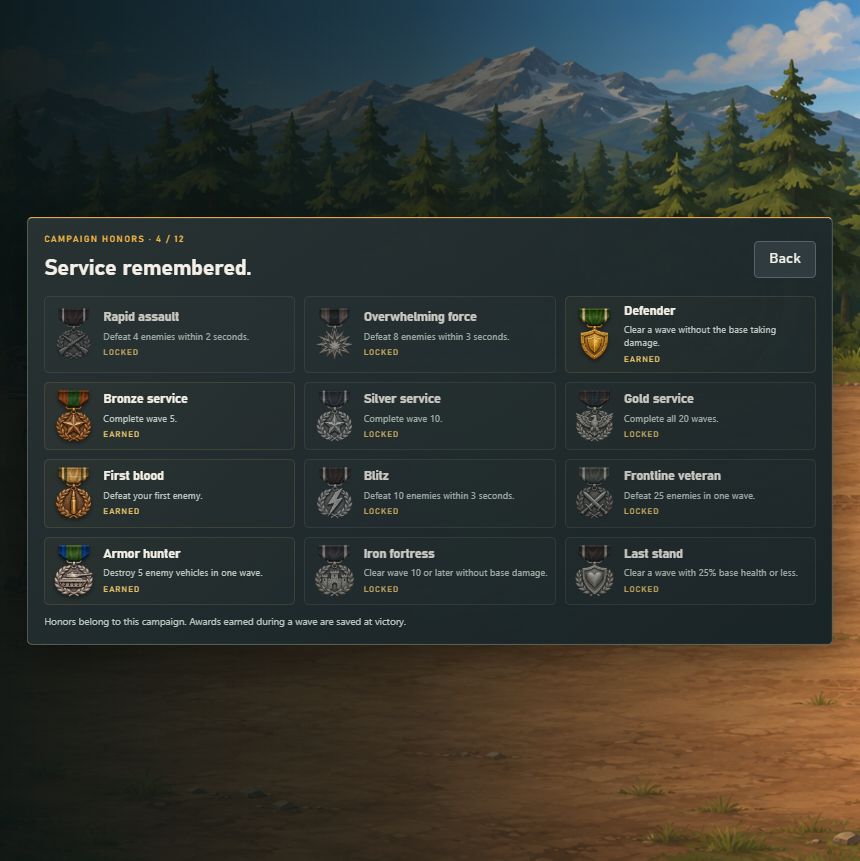 CAMPAIGN HONORS · 4 / 12
Service remembered.
Back
Rapid assault
Defeat 4 enemies within 2 seconds.
LOCKED
Overwhelming force
Defeat 8 enemies within 3 seconds.
LOCKED
Defender
Clear a wave without the base taking
damage.
EARNED
Bronze service
Complete wave 5.
EARNED
Silver service
Complete wave 10.
LOCKED
Gold service
Complete all 20 waves.
LOCKED
First blood
Defeat your first enemy.
EARNED
Blitz
Defeat 10 enemies within 3 seconds.
LOCKED
Frontline veteran
Defeat 25 enemies in one wave.
LOCKED
Armor hunter
Destroy 5 enemy vehicles in one wave.
EARNED
Iron fortress
Clear wave 10 or later without base damage.
LOCKED
Last stand
Clear a wave with 25% base health or less.
LOCKED
Honors belong to this campaign. Awards earned during a wave are saved at victory.